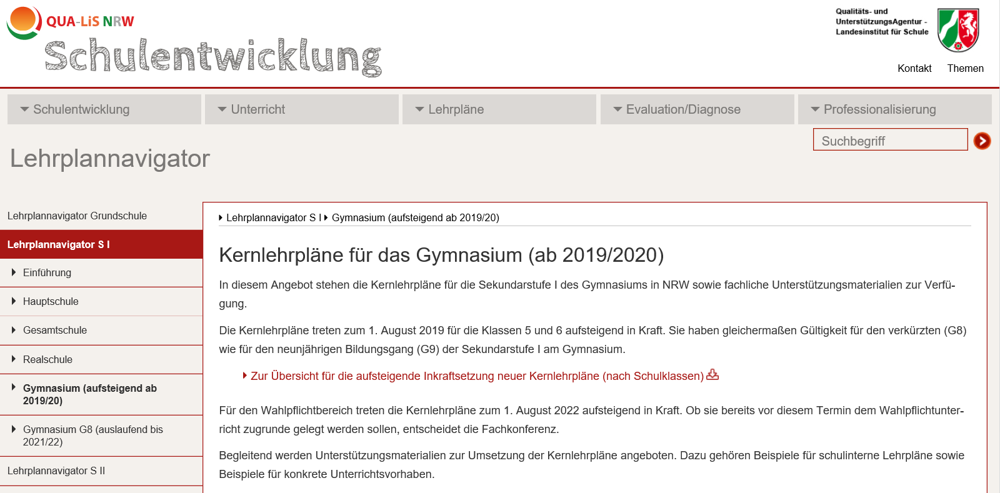 QUA-LiS NRW
Schulentwicklung
Qualitäts- und
UnterstützungsAgentur -
Landesinstitut für Schule
Kontakt Themen
Schulentwicklung Unterricht Lehrpläne Evaluation/Diagnose Professionalisierung
Suchbegriff
Lehrplannavigator
Lehrplannavigator Grundschule
Lehrplannavigator S I
Einführung
Hauptschule
Gesamtschule
Realschule
Gymnasium (aufsteigend ab
2019/20)
Gymnasium G8 (auslaufend bis
2021/22)
Lehrplannavigator S II
Lehrplannavigator S I Gymnasium (aufsteigend ab 2019/20)
Kernlehrpläne für das Gymnasium (ab 2019/2020)
In diesem Angebot stehen die Kernlehrpläne für die Sekundarstufe I des Gymnasiums in NRW sowie fachliche Unterstützungsmaterialien zur Verfü-
gung.
Die Kernlehrpläne treten zum 1. August 2019 für die Klassen 5 und 6 aufsteigend in Kraft. Sie haben gleichermaßen Gültigkeit für den verkürzten (G8)
wie für den neunjährigen Bildungsgang (G9) der Sekundarstufe I am Gymnasium.
Zur Übersicht für die aufsteigende Inkraftsetzung neuer Kernlehrpläne (nach Schulklassen)
Für den Wahlpflichtbereich treten die Kernlehrpläne zum 1. August 2022 aufsteigend in Kraft. Ob sie bereits vor diesem Termin dem Wahlpflichtunter-
richt zugrunde gelegt werden sollen, entscheidet die Fachkonferenz.
Begleitend werden Unterstützungsmaterialien zur Umsetzung der Kernlehrpläne angeboten. Dazu gehören Beispiele für schulinterne Lehrpläne sowie
Beispiele für konkrete Unterrichtsvorhaben.